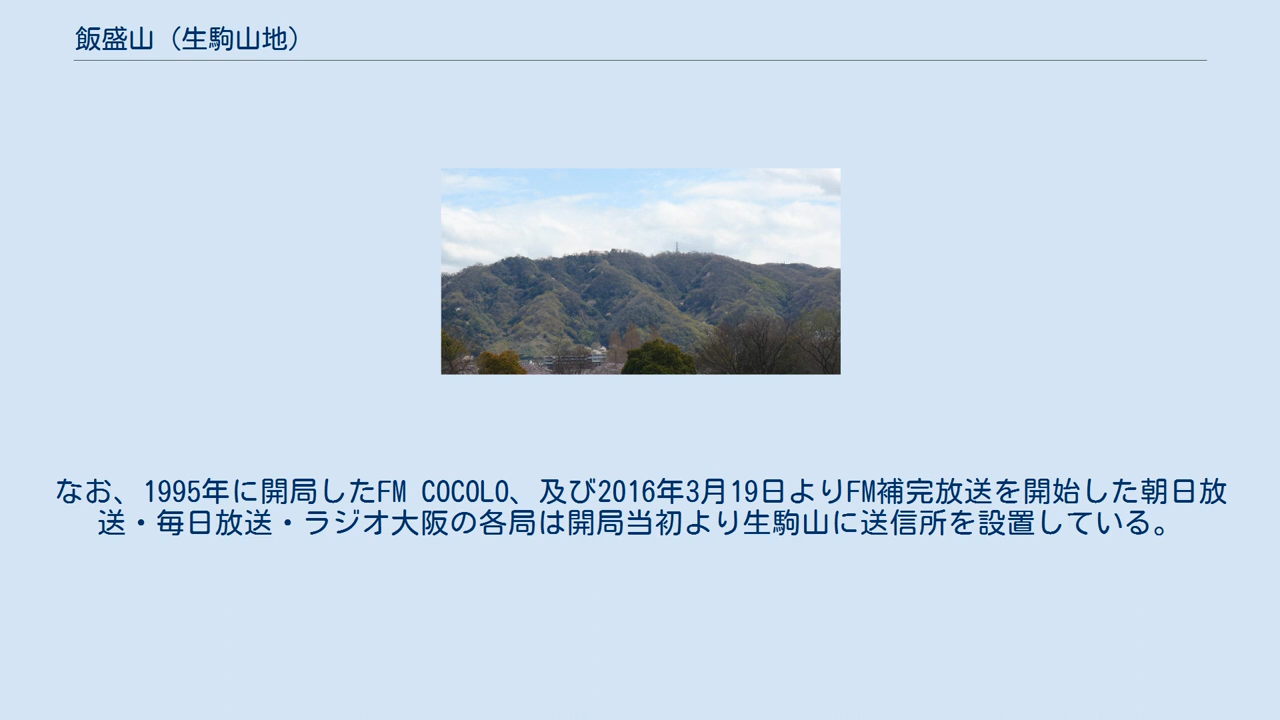 飯盛山（生駒山地）
なお、1995年に開局したFM COCOLO、及び2016年3月19日よりFM補完放送を開始した朝日放
送・毎日放送・ラジオ大阪の各局は開局当初より生駒山に送信所を設置している。